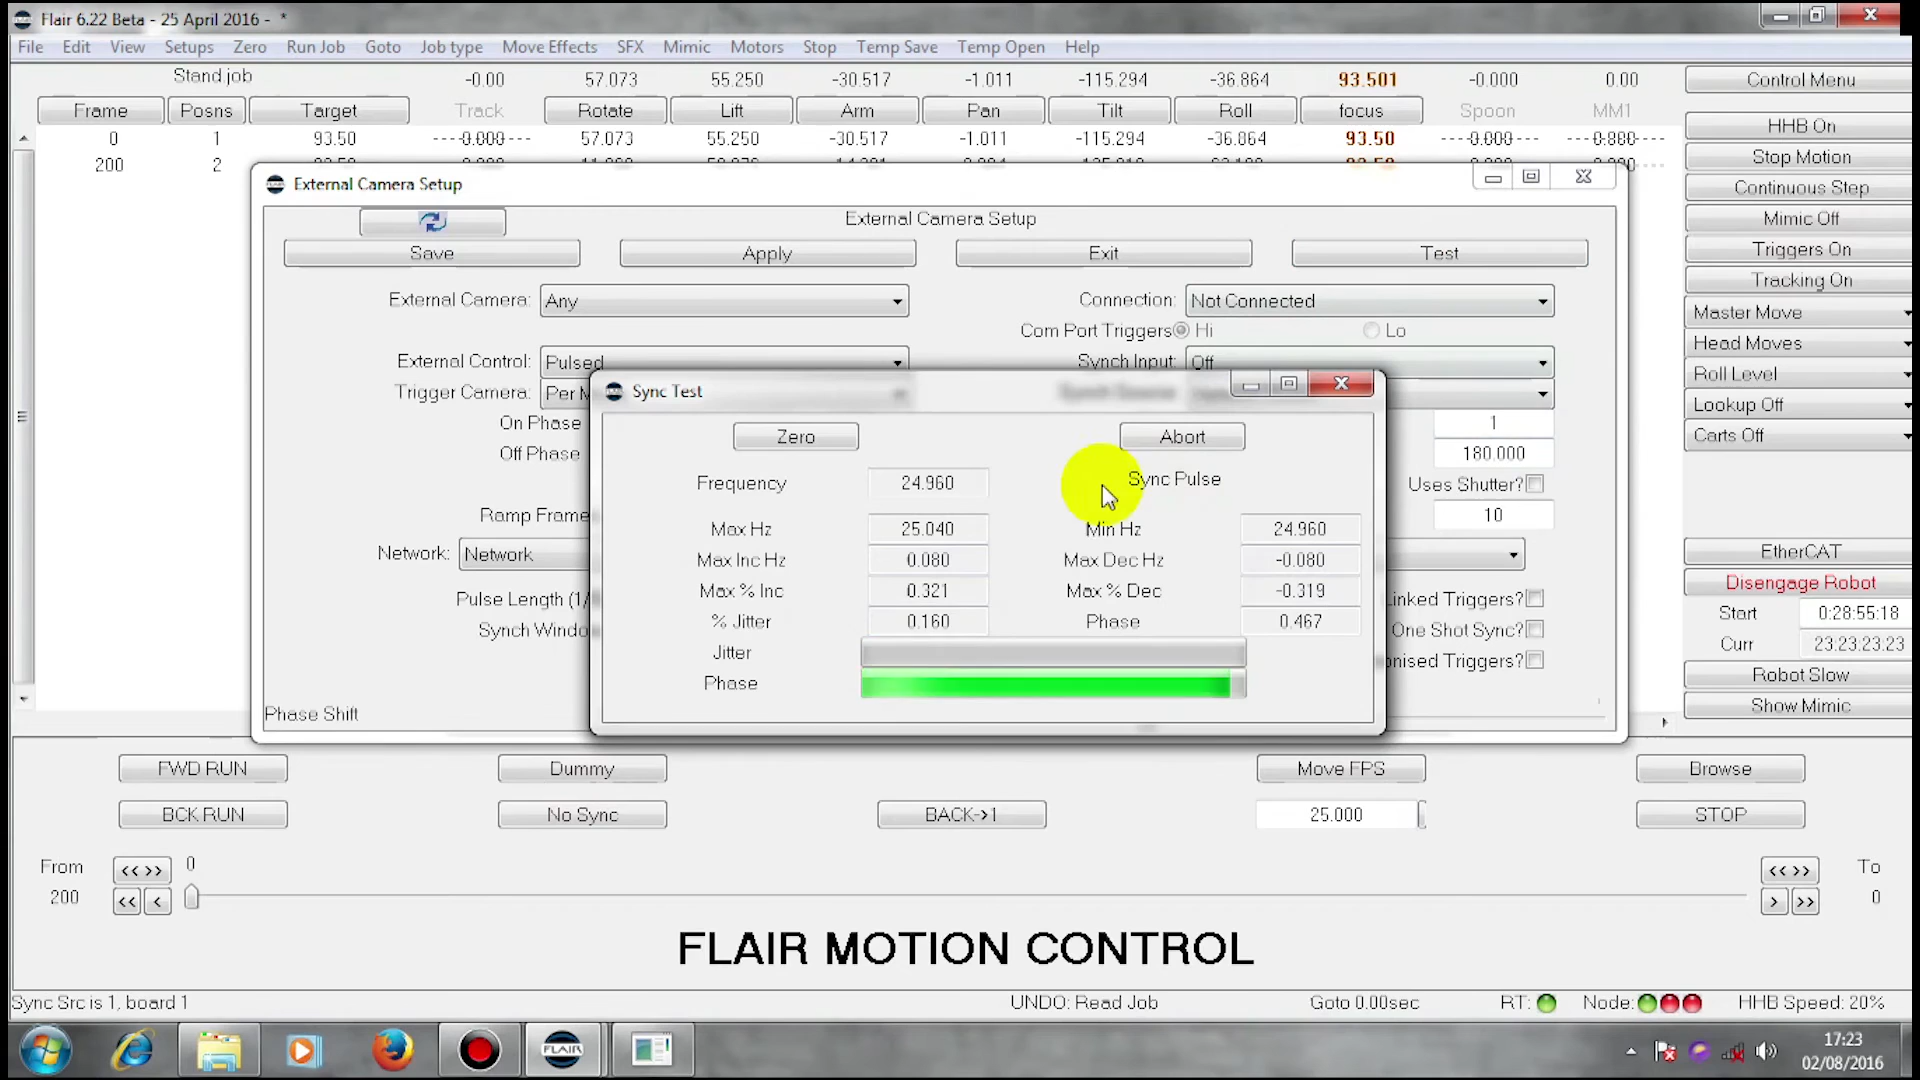 Flair 6.22 Beta - 25 April 2016 - *
File Edit View Setups Zero Run Job Goto Job type Move Effects SFX Mimic Motors Stop Temp Save Temp Open Help
Stand.job -0.00 57.073 55.250 -30.517 -1.011 -115.294 -36.864 93.501 -0.000 0.00
Frame Posns Target Track Rotate Lift Arm Pan Tilt Roll focus Spoon MM1
0 1 93.50 57.073 55.250 -30.517 -1.011 -115.294 -36.864 93.50
200 2
Control Menu
HHB On
Stop Motion
Continuous Step
Mimic Off
Triggers On
Tracking On
Master Move
Head Moves
Roll Level
Lookup Off
Carts Off
EtherCAT
Disengage Robot
Start 0:28:55:18
Curr 23:23:23:23
Robot Slow
Show Mimic
External Camera Setup
External Camera Setup
Save Apply Exit Test
External Camera: Any Connection: Not Connected
Com Port Triggers Hi Lo
External Control: Pulsed Synch Input: Off
Trigger Camera: Per M
On Phase 1
Off Phase 180.000
Uses Shutter?
Ramp Frame 10
Network: Network
Pulse Length (1/ inked Triggers?
Synch Windo One Shot Sync?
nised Triggers?
Phase Shift
Sync Test
Zero Abort
Frequency 24.960 Sync Pulse
Max Hz 25.040 Min Hz 24.960
Max Inc Hz 0.080 Max Dec Hz -0.080
Max % Inc 0.321 Max % Dec -0.319
% Jitter 0.160 Phase 0.467
Jitter
Phase
FWD RUN Dummy Move FPS Browse
BCK RUN No Sync BACK->1 25.000 STOP
From << >> 0 << >> To
200 << < > >> 0
FLAIR MOTION CONTROL
Sync Src is 1, board 1 UNDO: Read Job Goto 0.00sec RT: Node: HHB Speed: 20%
FLAIR
17:23
02/08/2016